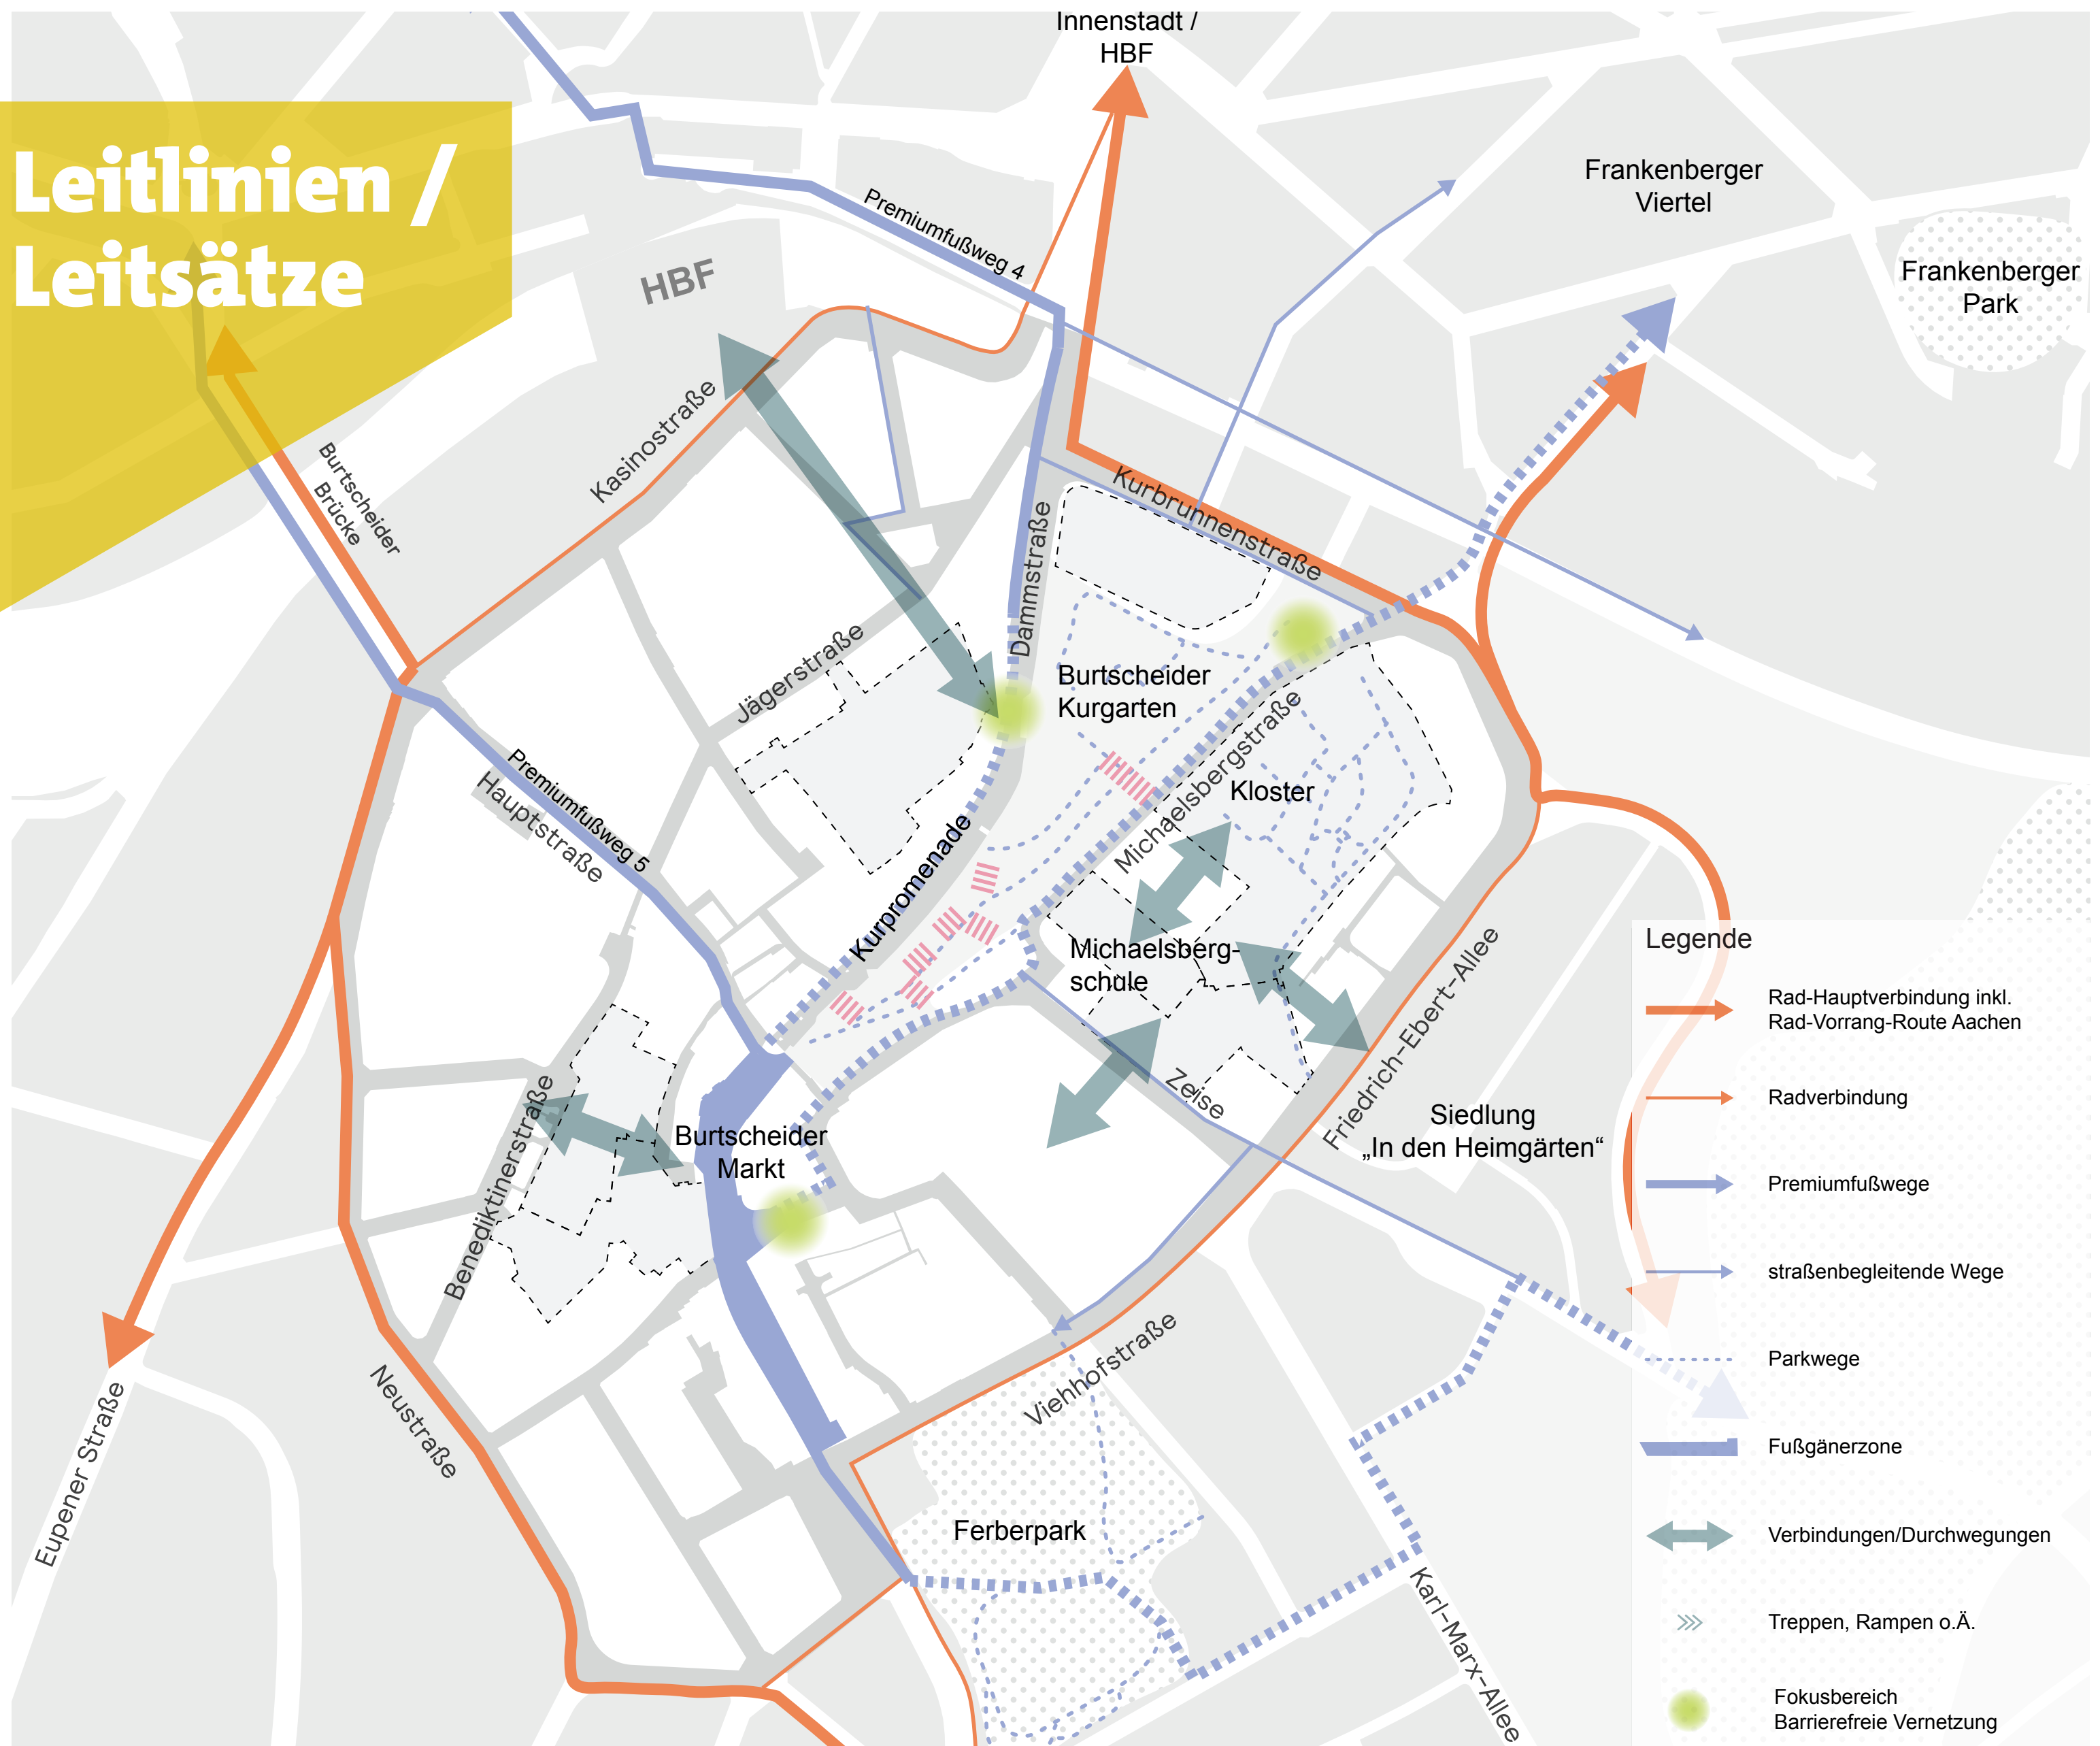 Leitlinien /
Leitsätze
Innenstadt /
HBF
Frankenberger
Viertel
Frankenberger
Park
Premiumfußweg 4
HBF
Kasinostraße
Burtscheider
Brücke
Kurbrunnenstraße
Dammstraße
Jägerstraße
Burtscheider
Kurgarten
Michaelsbergstraße
Kloster
Premiumfußweg 5
Hauptstraße
Kurpromenade
Michaelsberg-
schule
Friedrich-Ebert-Allee
Zeise
Siedlung
„In den Heimgärten“
Burtscheider
Markt
Benediktinerstraße
Viehhofstraße
Neustraße
Eupener Straße
Ferberpark
Karl-Marx-Allee
Legende
Rad-Hauptverbindung inkl.
Rad-Vorrang-Route Aachen
Radverbindung
Premiumfußwege
straßenbegleitende Wege
Parkwege
Fußgänerzone
Verbindungen/Durchwegungen
Treppen, Rampen o.Ä.
Fokusbereich
Barrierefreie Vernetzung